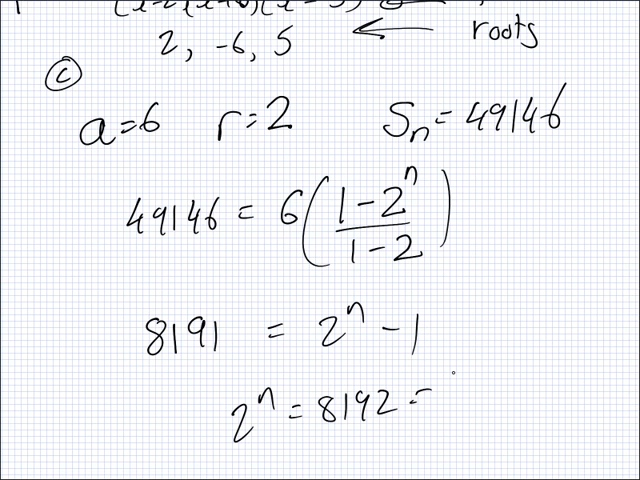 2, -6, 5 ← roots
(c)
a=6 r=2 Sn = 49146
49146 = 6(1-2^n / 1-2)
8191 = 2^n - 1
2^n = 8192 =